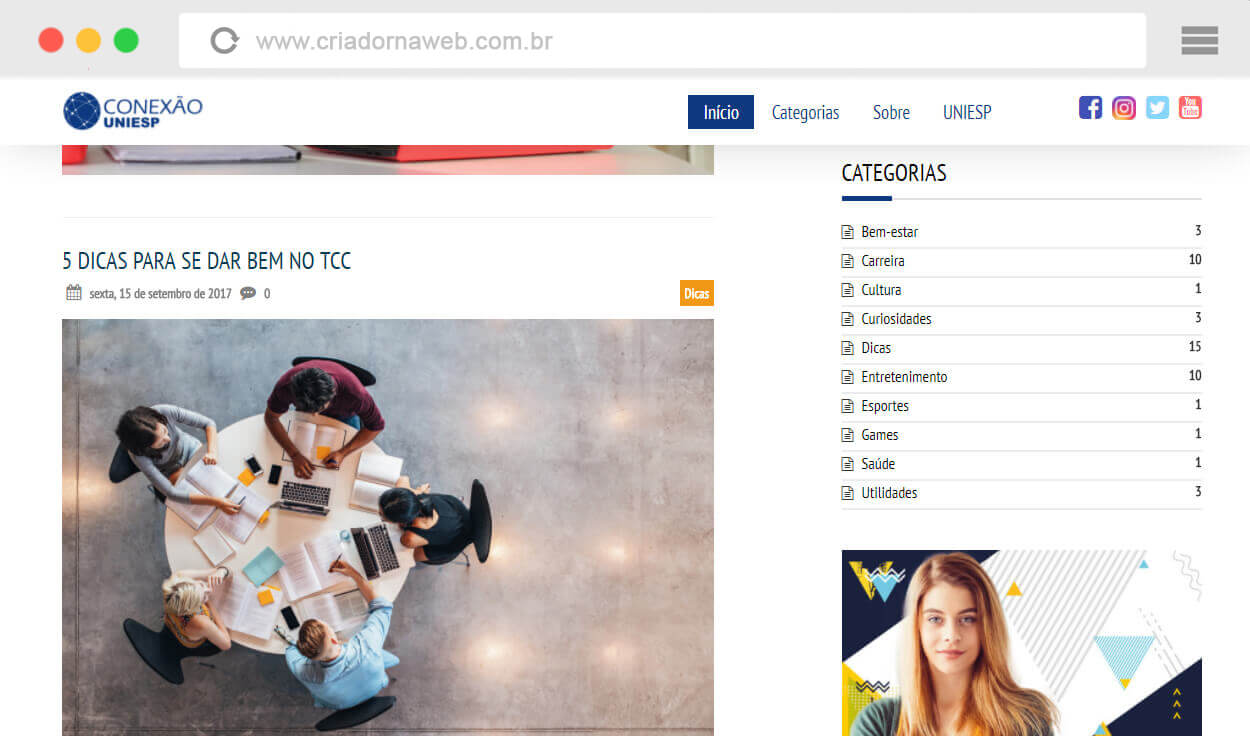 www.criadornaweb.com.br
CONEXÃO
UNIESP
Início Categorias Sobre UNIESP
You
Tube
5 DICAS PARA SE DAR BEM NO TCC
sexta, 15 de setembro de 2017 0
Dicas
CATEGORIAS
Bem-estar 3
Carreira 10
Cultura 1
Curiosidades 3
Dicas 15
Entretenimento 10
Esportes 1
Games 1
Saúde 1
Utilidades 3